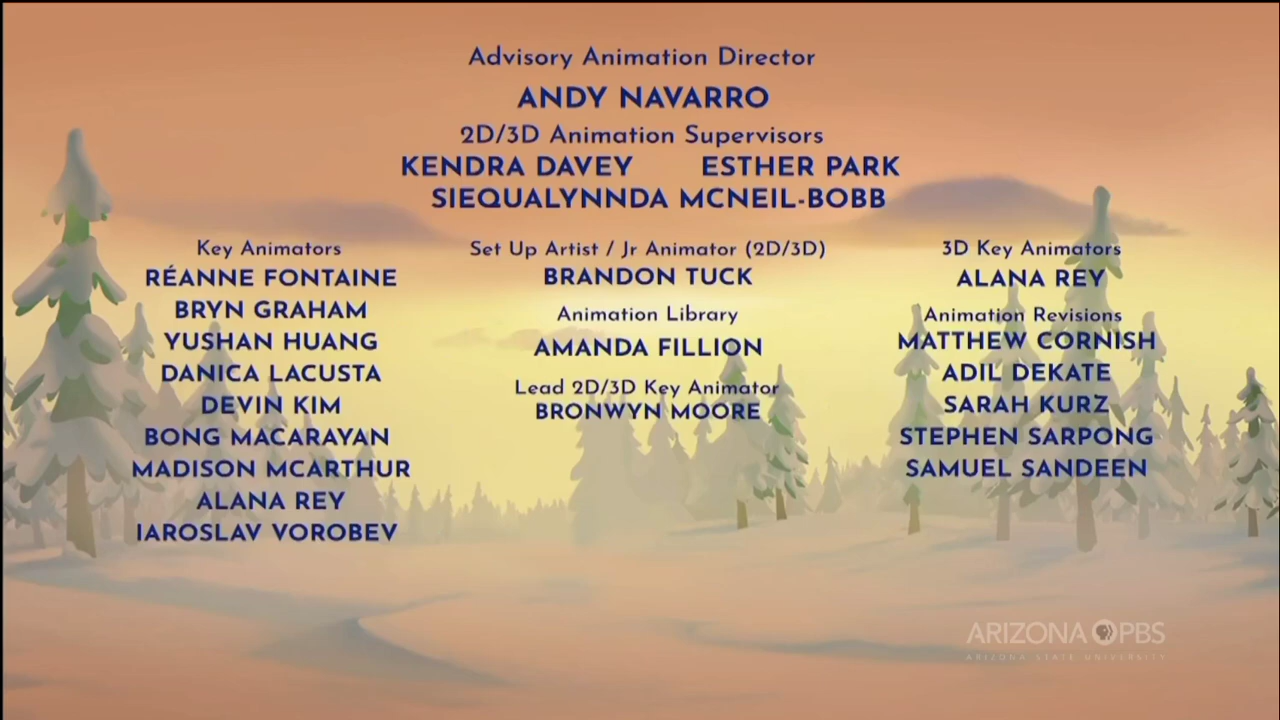 Advisory Animation Director
ANDY NAVARRO
2D/3D Animation Supervisors
KENDRA DAVEY ESTHER PARK
SIEQUALYNNDA MCNEIL-BOBB
Key Animators
RÉANNE FONTAINE
BRYN GRAHAM
YUSHAN HUANG
DANICA LACUSTA
DEVIN KIM
BONG MACARAYAN
MADISON MCARTHUR
ALANA REY
IAROSLAV VOROBEV
Set Up Artist / Jr Animator (2D/3D)
BRANDON TUCK
Animation Library
AMANDA FILLION
Lead 2D/3D Key Animator
BRONWYN MOORE
3D Key Animators
ALANA REY
Animation Revisions
MATTHEW CORNISH
ADIL DEKATE
SARAH KURZ
STEPHEN SARPONG
SAMUEL SANDEEN
ARIZONA PBS
ARIZONA STATE UNIVERSITY